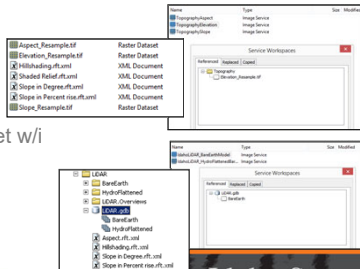 Name Type Size Modified
TopographyAspect Image Service
TopographyElevation Image Service
TopographySlope Image Service
Service Workspaces
Referenced Replaced Copied
Topography
Elevation_Resample.tif
Aspect_Resample.tif Raster Dataset
Elevation_Resample.tif Raster Dataset
Hillshading.rft.xml XML Document
Shaded Relief.rft.xml XML Document
Slope in Degree.rft.xml XML Document
Slope in Percent rise.rft.xml XML Document
Slope_Resample.tif Raster Dataset
et w/i
Name Type Size Modified
IdahoLiDAR_BareEarthModel Image Service
IdahoLiDAR_HydroFlattenedBar... Image Service
Service Workspaces
Referenced Replaced Copied
LiDAR.gdb
BareEarth
LiDAR
BareEarth
HydroFlattened
LiDAR.Overviews
LiDAR.gdb
BareEarth
HydroFlattened
Aspect.rft.xml
Hillshading.rft.xml
Slope in Degree.rft.xml
Slope in Percent rise.rft.xml